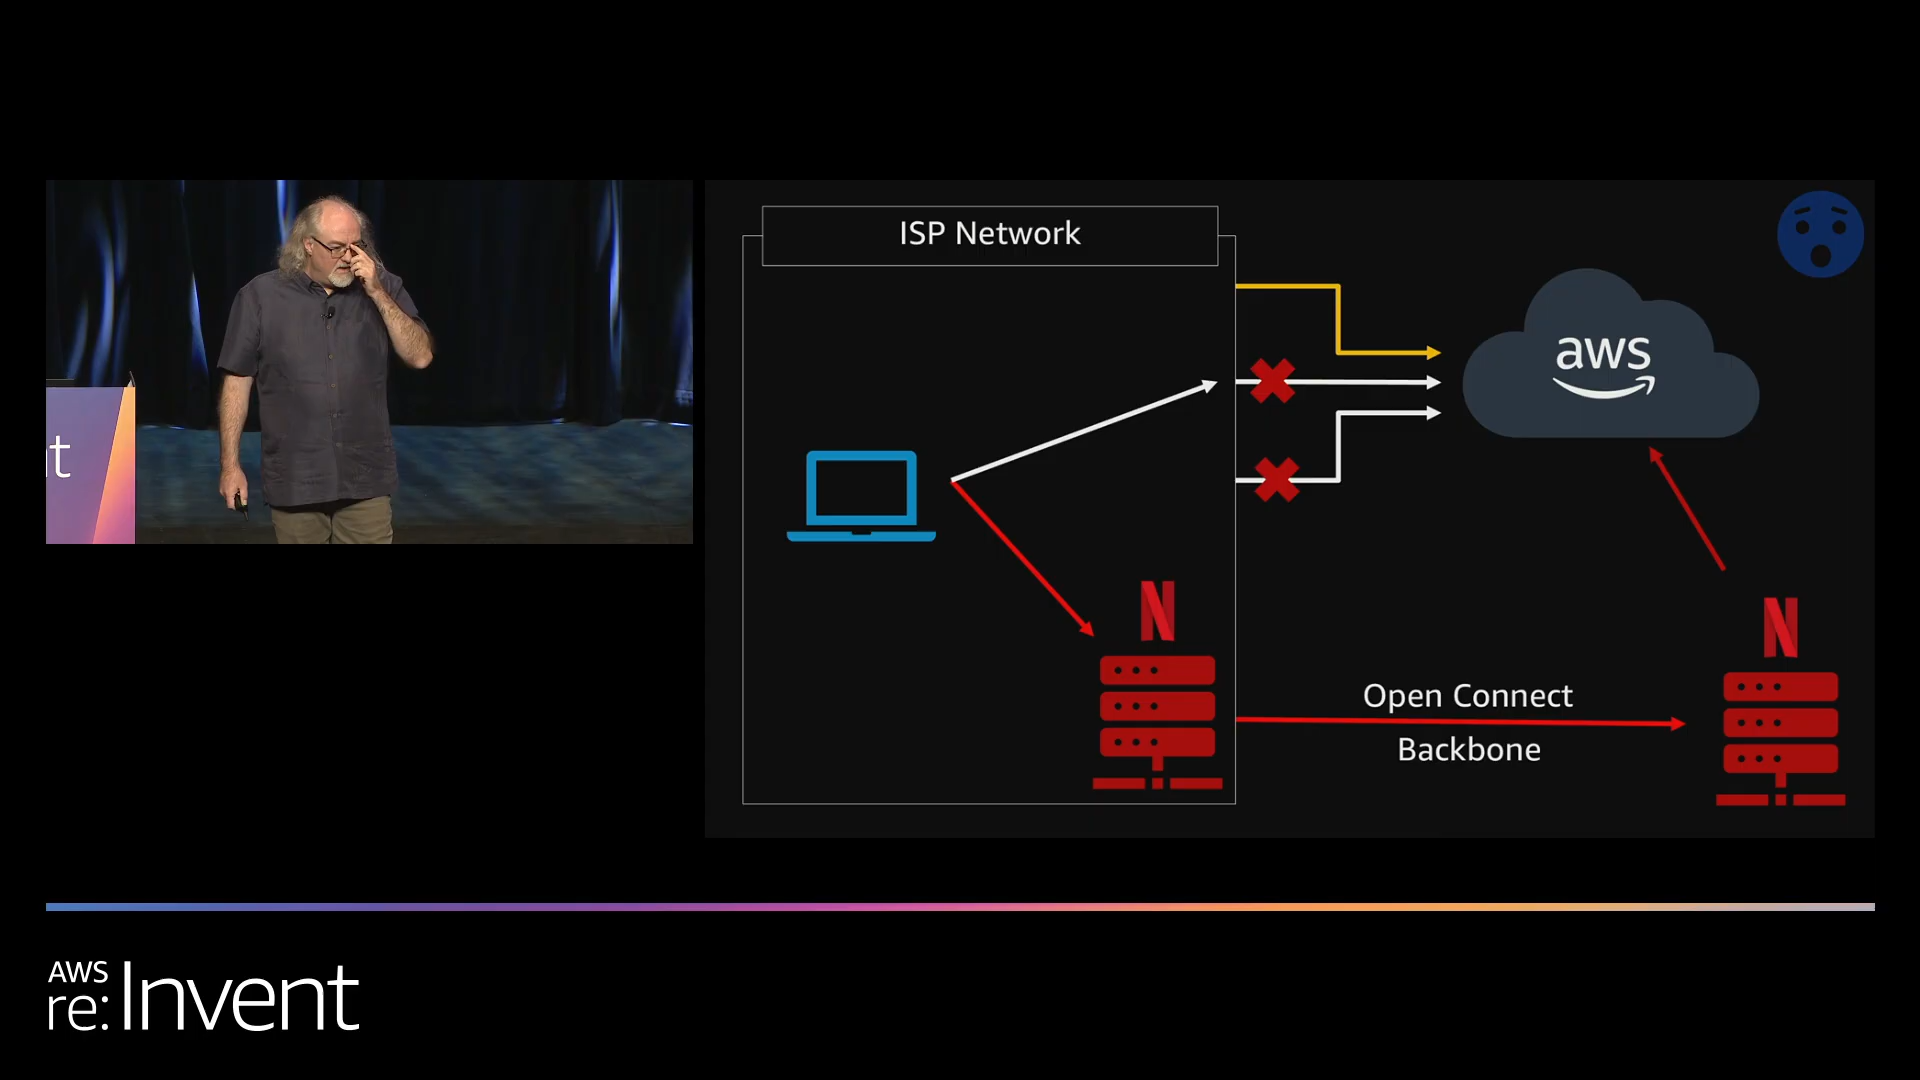 t
ISP Network
aws
N
N
Open Connect
Backbone
AWS
re:Invent